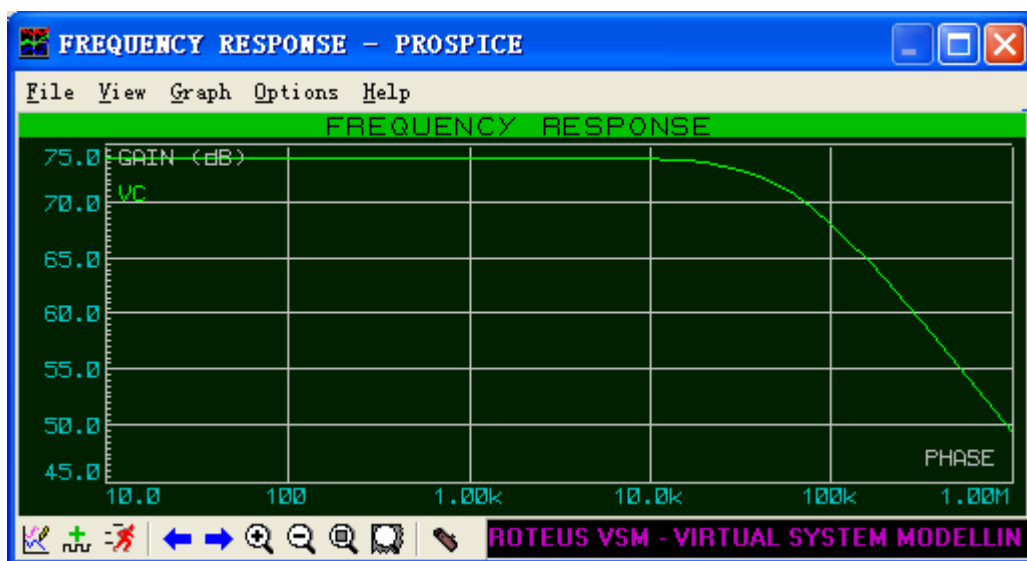 FREQUENCY RESPONSE - PROSPICE
File View Graph Options Help
FREQUENCY RESPONSE
75.0 GAIN (dB)
VC
70.0
65.0
60.0
55.0
50.0
PHASE
45.0
10.0 100 1.00k 10.0k 100k 1.00M
ROTEUS VSM - VIRTUAL SYSTEM MODELLIN